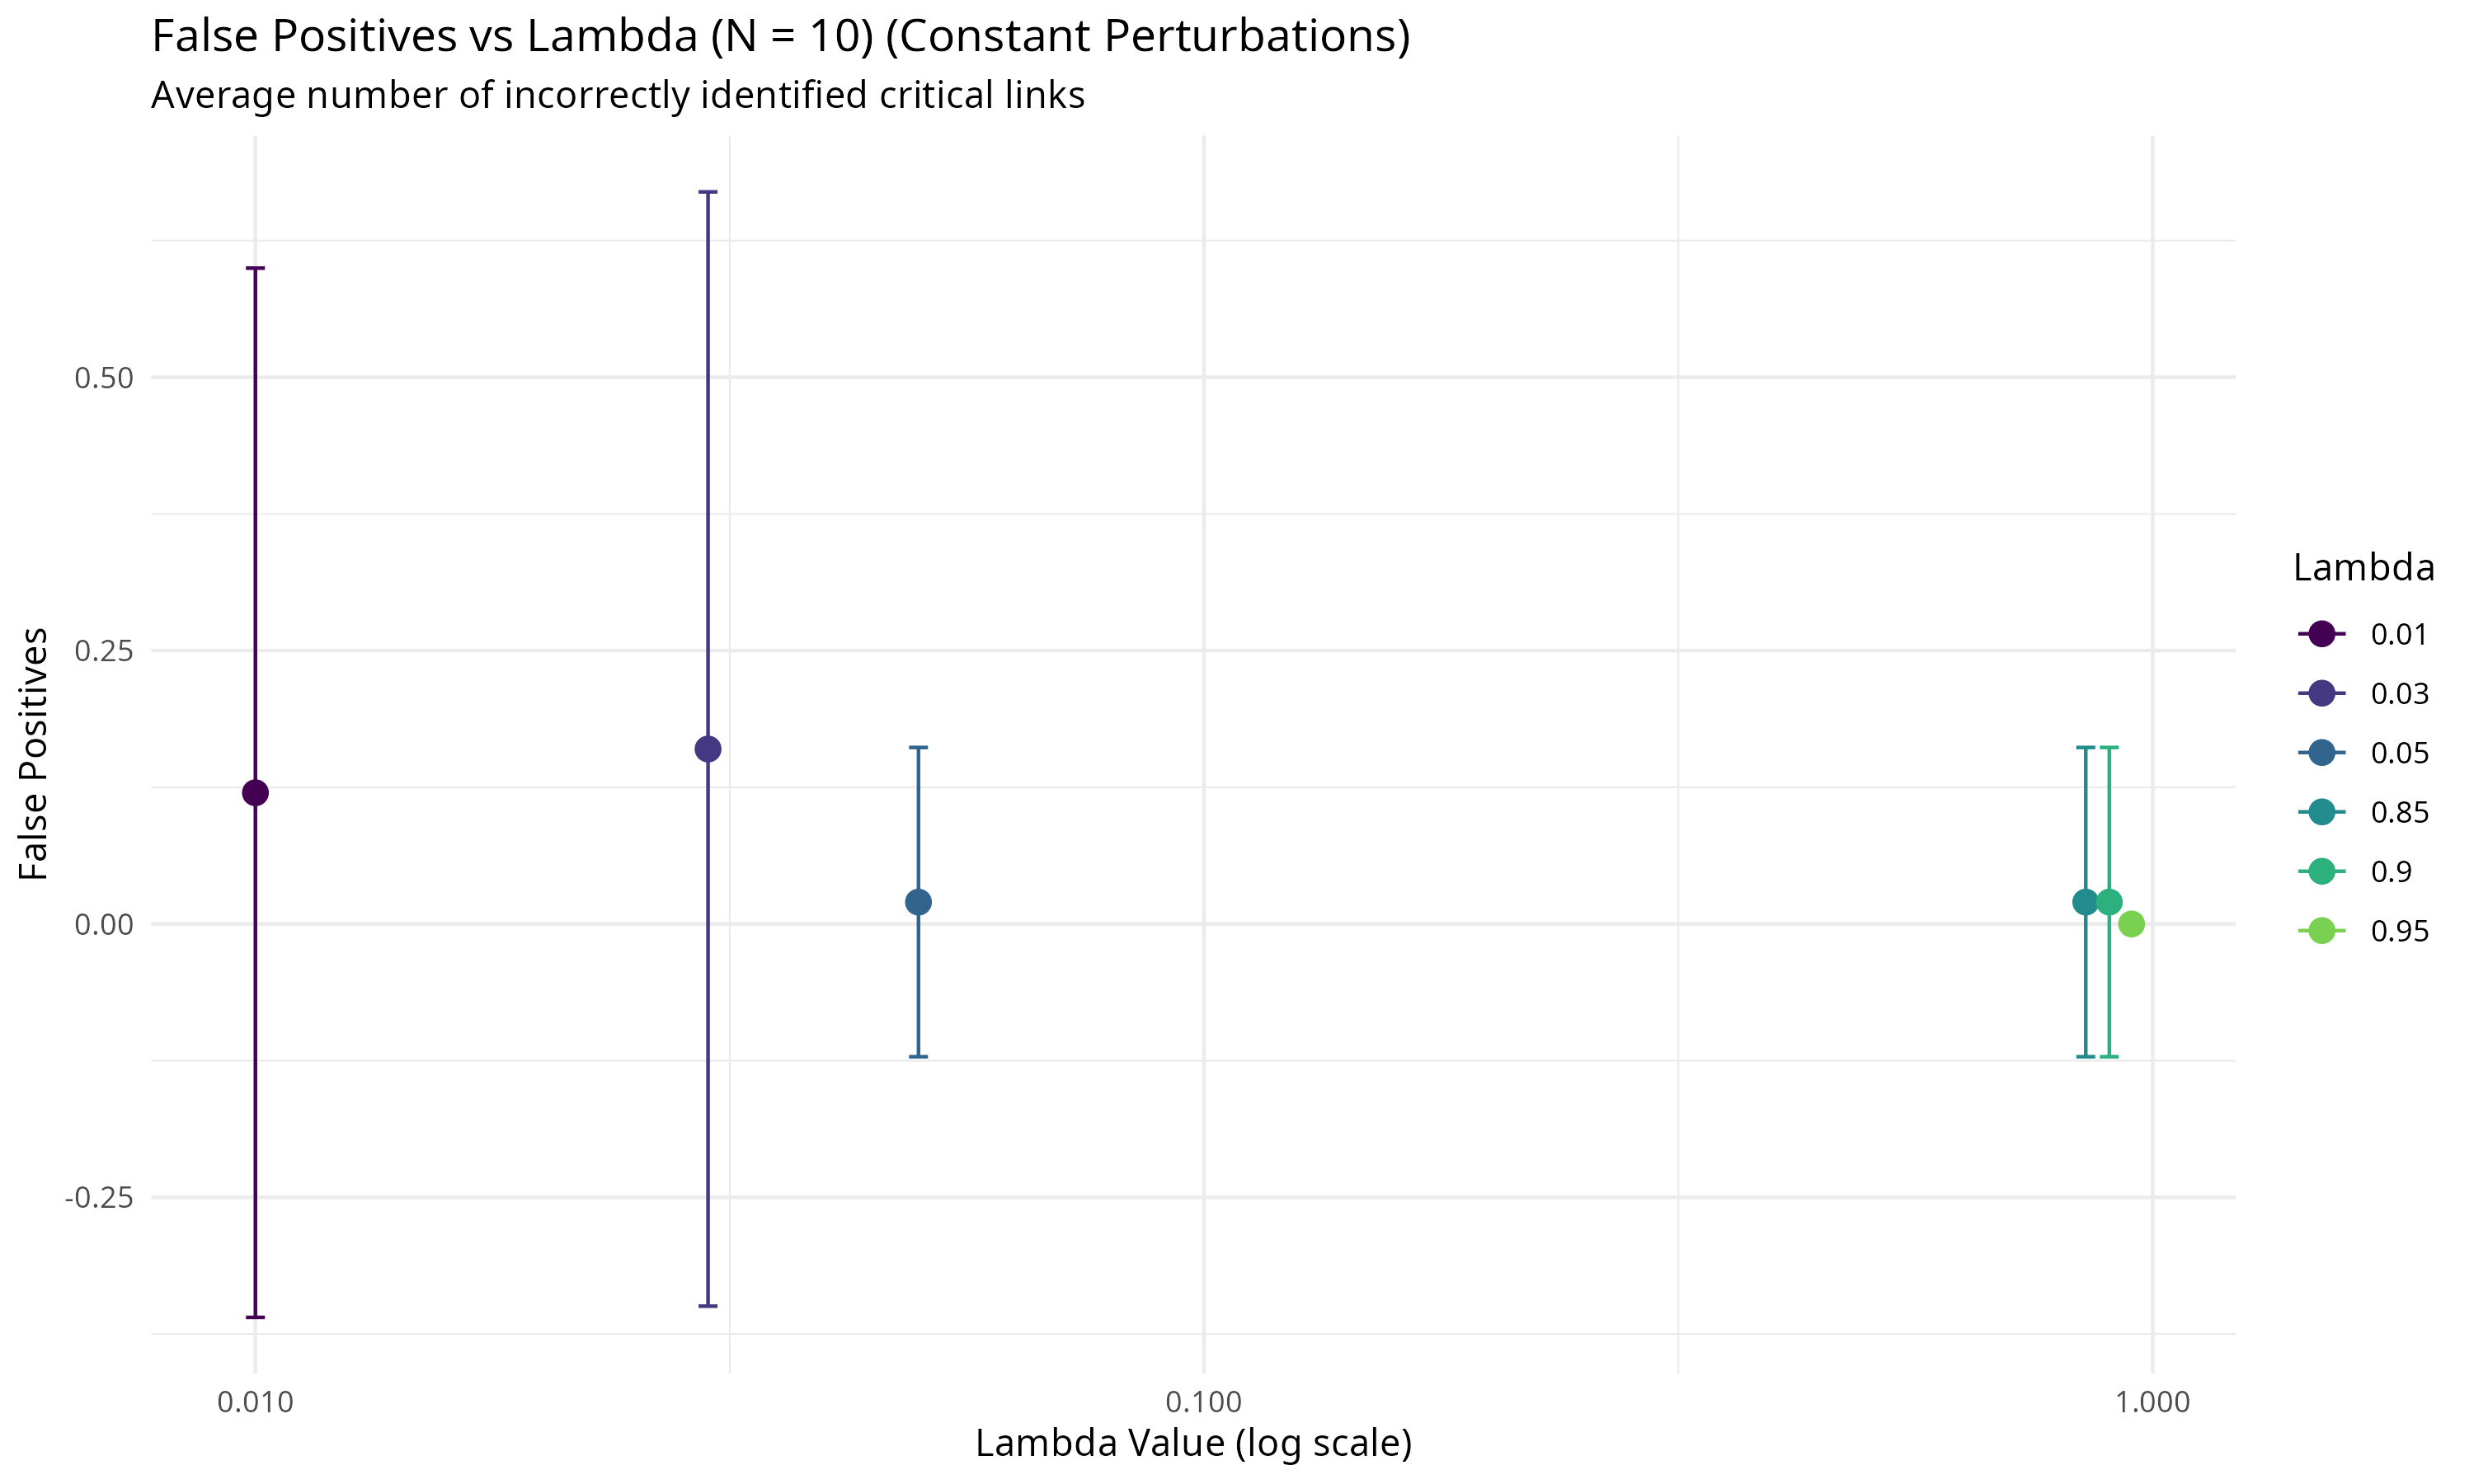 False Positives vs Lambda (N = 10) (Constant Perturbations)
Average number of incorrectly identified critical links
False Positives
0.50
0.25
0.00
-0.25
0.010
0.100
1.000
Lambda Value (log scale)
Lambda
0.01
0.03
0.05
0.85
0.9
0.95